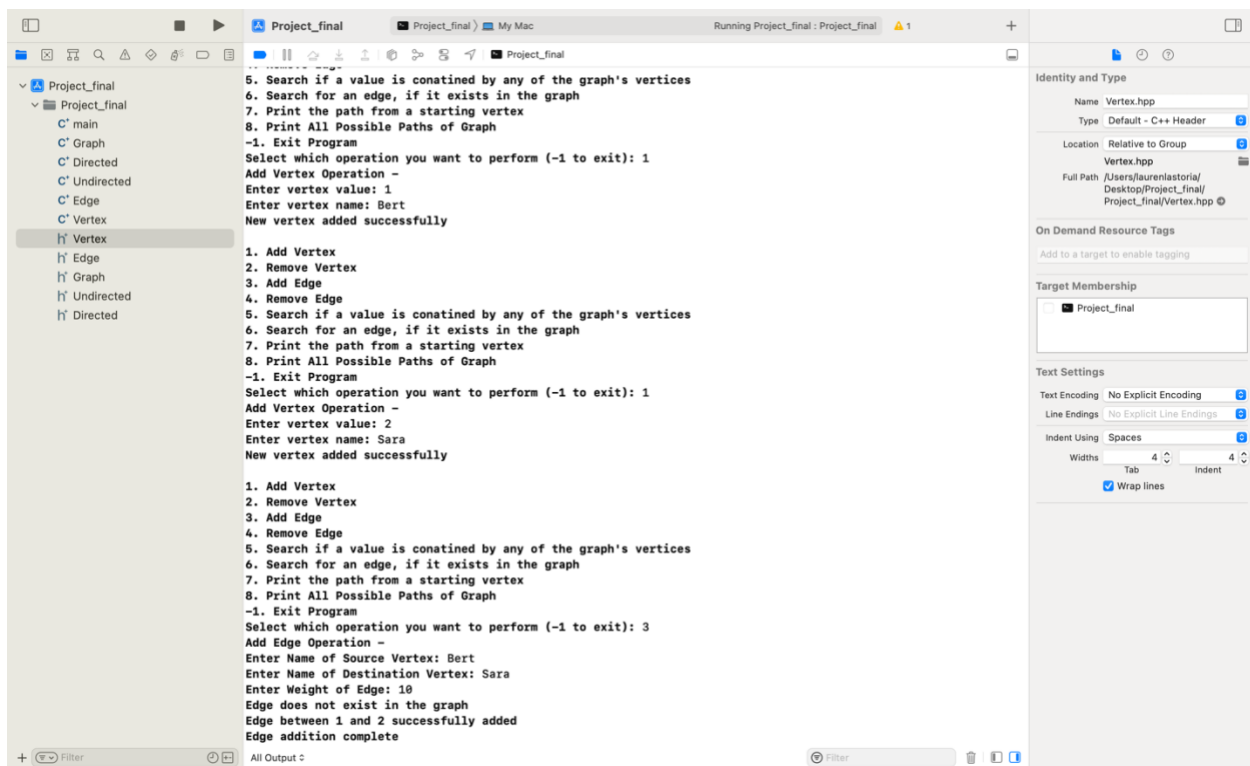 Project_final
Project_final 〉 My Mac
Running Project_final : Project_final
1
+
Project_final
Project_final
Project_final
main
Graph
Directed
Undirected
Edge
Vertex
Vertex
Edge
Graph
Undirected
Directed
+ Filter
4. Remove Edge
5. Search if a value is conatined by any of the graph's vertices
6. Search for an edge, if it exists in the graph
7. Print the path from a starting vertex
8. Print All Possible Paths of Graph
-1. Exit Program
Select which operation you want to perform (-1 to exit): 1
Add Vertex Operation -
Enter vertex value: 1
Enter vertex name: Bert
New vertex added successfully
1. Add Vertex
2. Remove Vertex
3. Add Edge
4. Remove Edge
5. Search if a value is conatined by any of the graph's vertices
6. Search for an edge, if it exists in the graph
7. Print the path from a starting vertex
8. Print All Possible Paths of Graph
-1. Exit Program
Select which operation you want to perform (-1 to exit): 1
Add Vertex Operation -
Enter vertex value: 2
Enter vertex name: Sara
New vertex added successfully
1. Add Vertex
2. Remove Vertex
3. Add Edge
4. Remove Edge
5. Search if a value is conatined by any of the graph's vertices
6. Search for an edge, if it exists in the graph
7. Print the path from a starting vertex
8. Print All Possible Paths of Graph
-1. Exit Program
Select which operation you want to perform (-1 to exit): 3
Add Edge Operation -
Enter Name of Source Vertex: Bert
Enter Name of Destination Vertex: Sara
Enter Weight of Edge: 10
Edge does not exist in the graph
Edge between 1 and 2 successfully added
Edge addition complete
All Output
Filter
Identity and Type
Name Vertex.hpp
Type Default - C++ Header
Location Relative to Group
Vertex.hpp
Full Path /Users/laurenlastoria/
Desktop/Project_final/
Project_final/Vertex.hpp
On Demand Resource Tags
Add to a target to enable tagging
Target Membership
Project_final
Text Settings
Text Encoding No Explicit Encoding
Line Endings No Explicit Line Endings
Indent Using Spaces
Widths 4 4
Tab Indent
Wrap lines